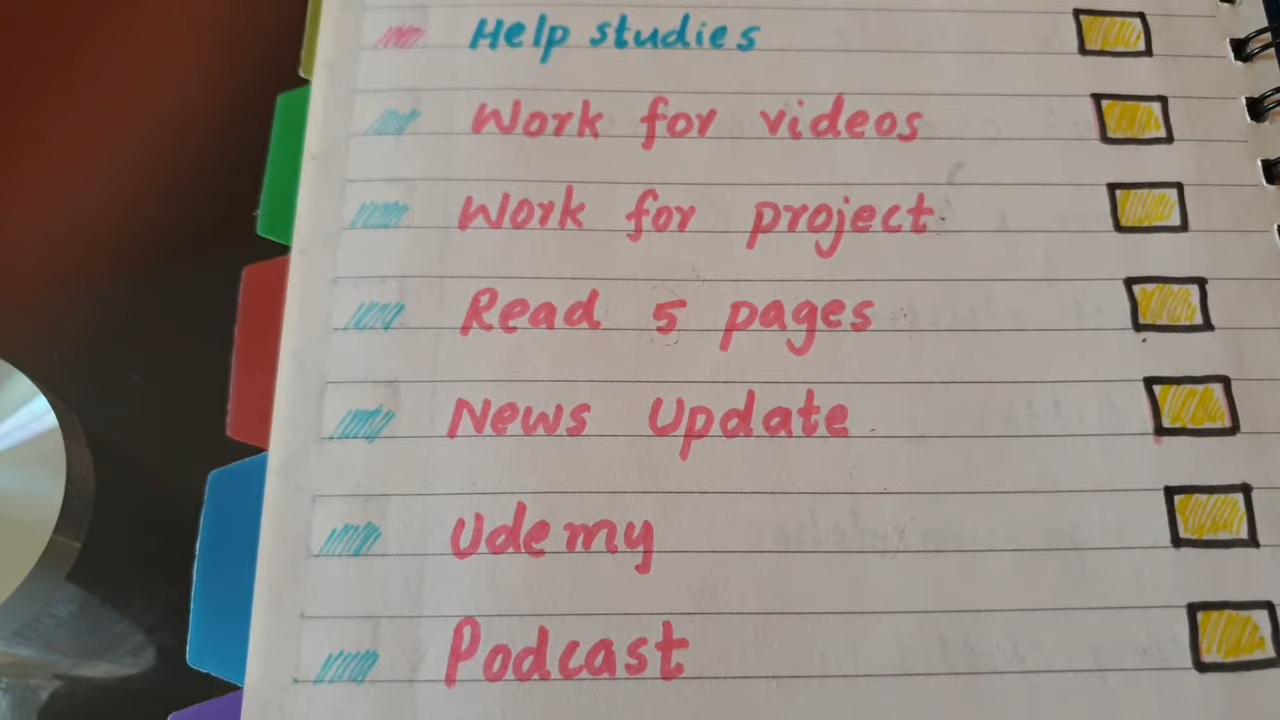 Help studies
Work for videos
Work for project
Read 5 pages
News Update
Udemy
Podcast